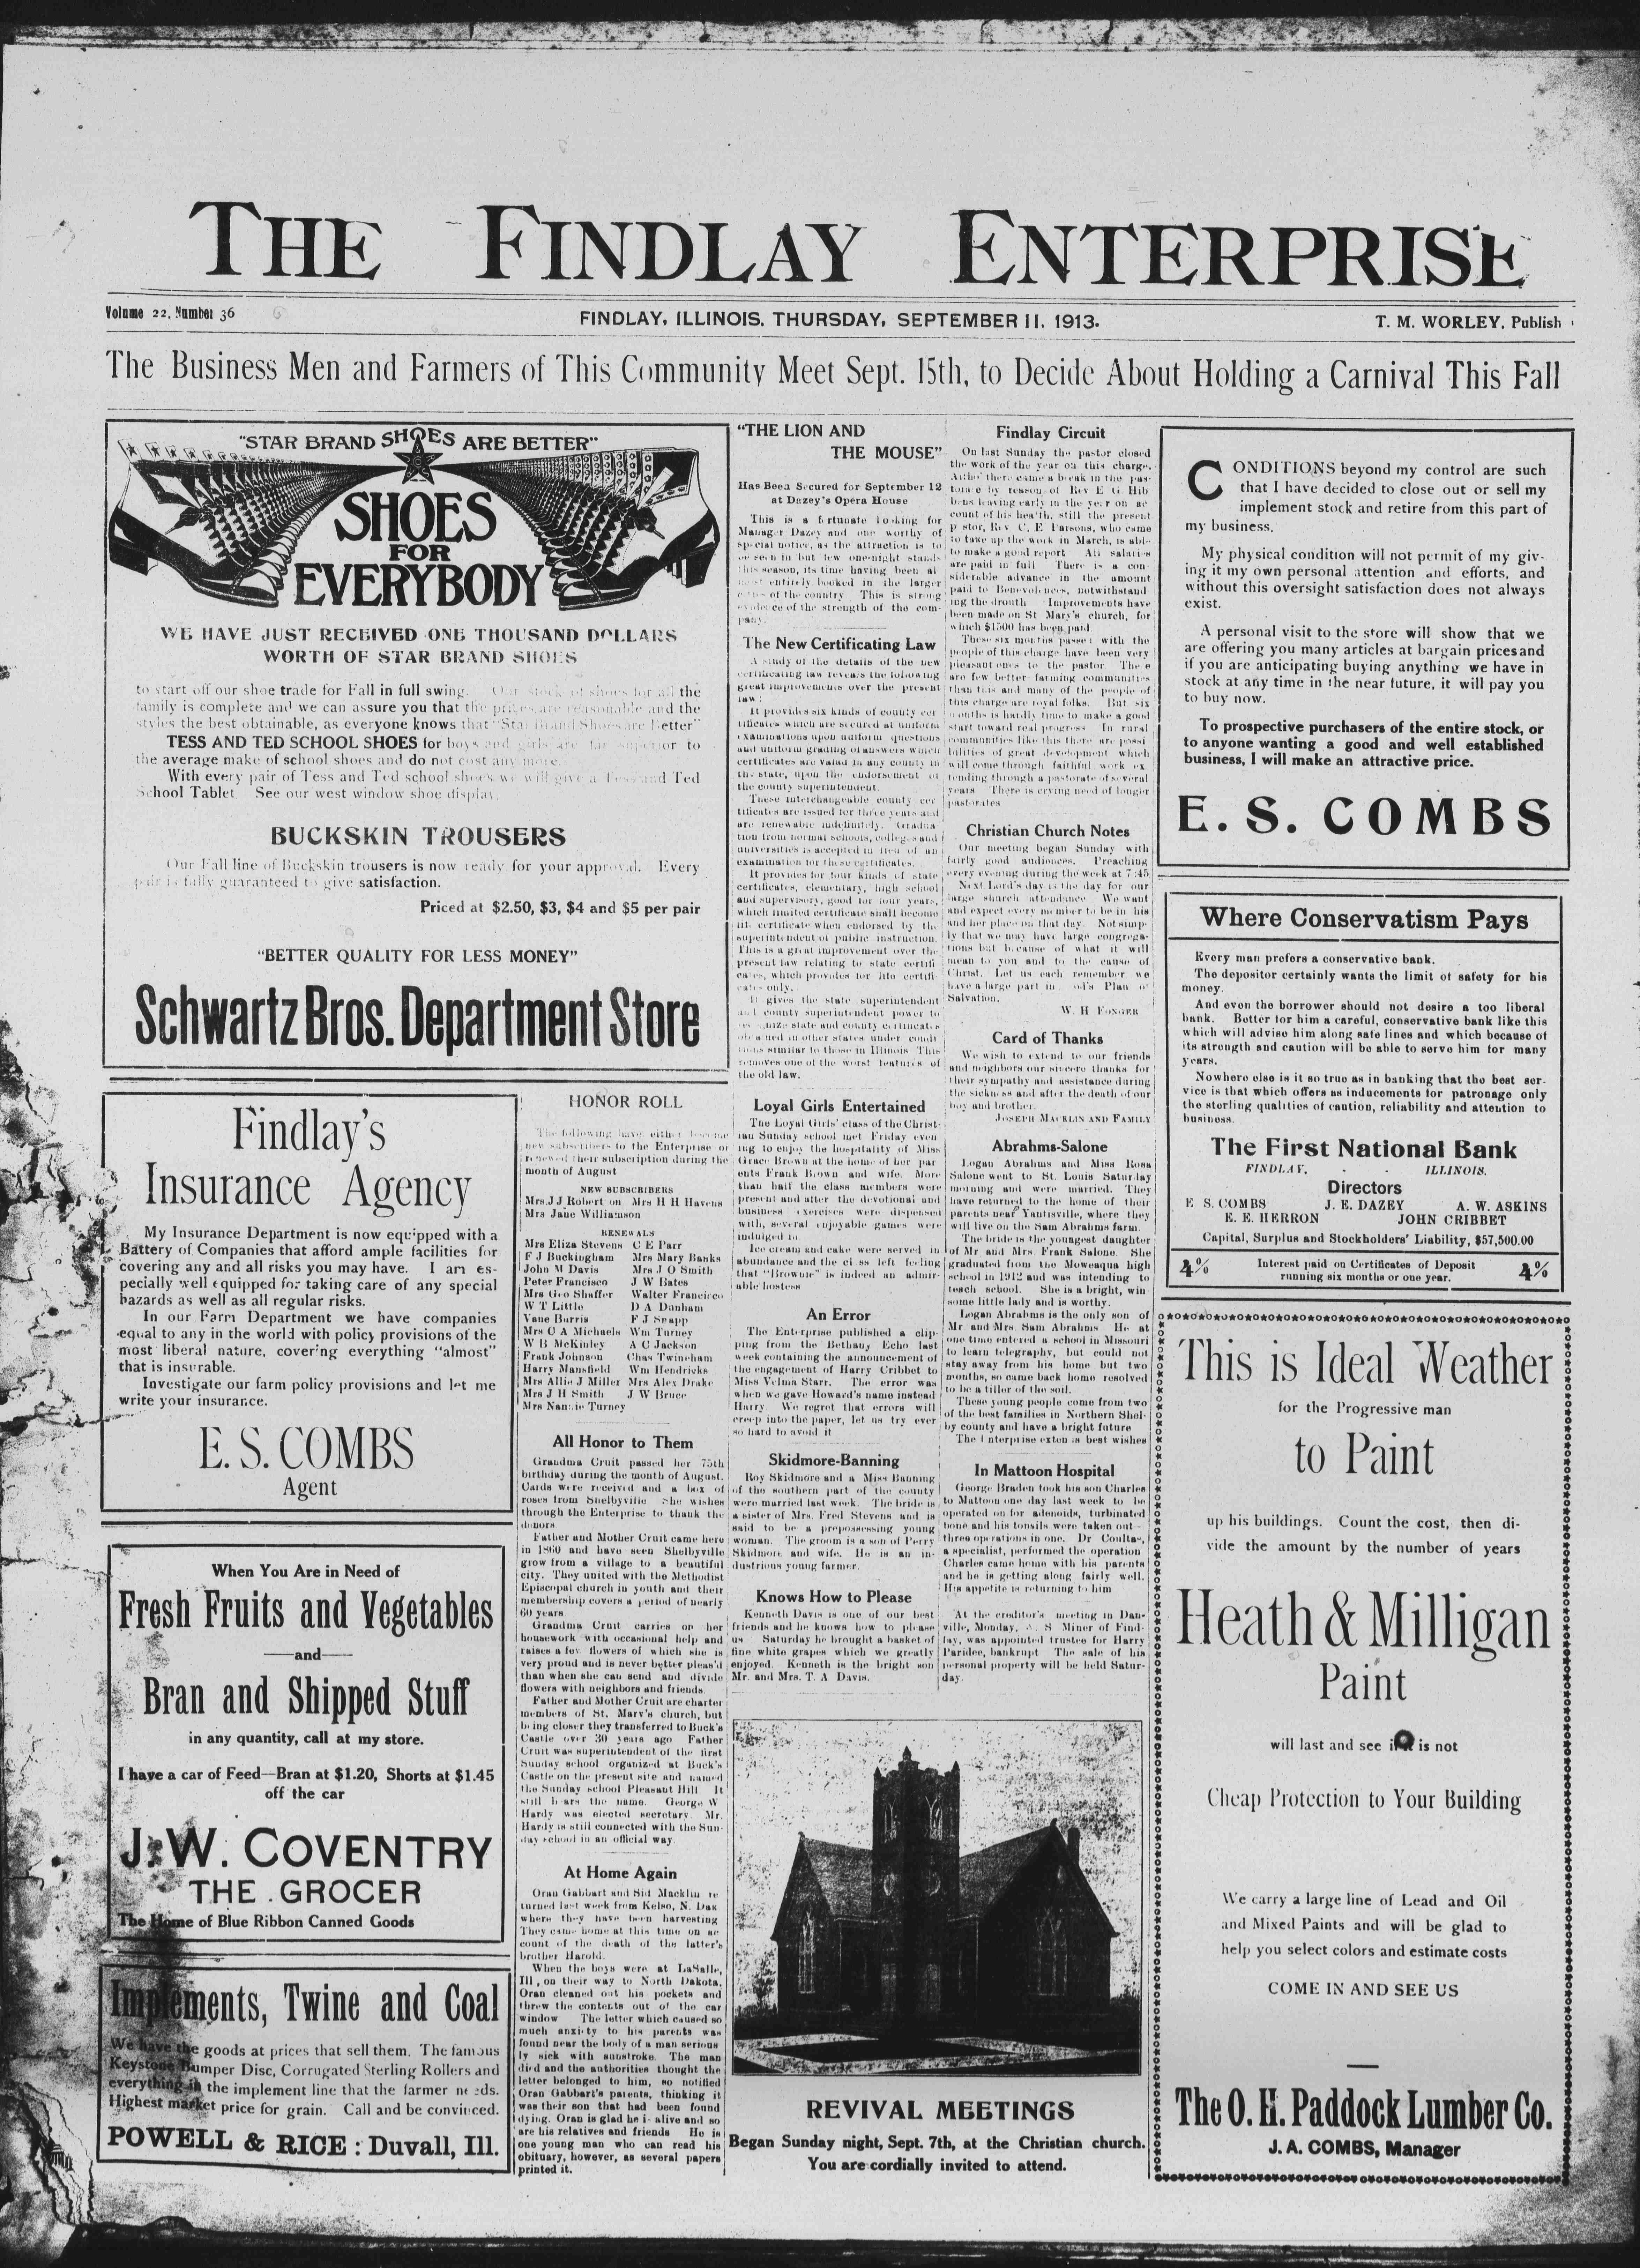 THE FINDLAY ENTERPRISE
Volume 22, Number 36
FINDLAY, ILLINOIS, THURSDAY, SEPTEMBER 11, 1913.
T. M. WORLEY, Publish
The Business Men and Farmers of This Community Meet Sept. 15th, to Decide About Holding a Carnival This Fall
"STAR BRAND SHOES ARE BETTER"
SHOES
FOR
EVERYBODY
WE HAVE JUST RECEIVED ONE THOUSAND DOLLARS
WORTH OF STAR BRAND SHOES
to start off our shoe trade for Fall in full swing. Our stock of shoes for all the
family is complete and we can assure you that the prices are reasonable and the
styles the best obtainable, as everyone knows that "Star Brand Shoes are Better"
TESS AND TED SCHOOL SHOES for boys and girls are far superior to
the average make of school shoes and do not cost any more.
With every pair of Tess and Ted school shoes we will give a Tess and Ted
School Tablet. See our west window shoe display.
BUCKSKIN TROUSERS
Our Fall line of Buckskin trousers is now ready for your approval. Every
pair is fully guaranteed to give satisfaction.
Priced at $2.50, $3, $4 and $5 per pair
"BETTER QUALITY FOR LESS MONEY"
Schwartz Bros. Department Store
Findlay's
Insurance Agency
My Insurance Department is now equipped with a
Battery of Companies that afford ample facilities for
covering any and all risks you may have. I am es-
pecially well equipped for taking care of any special
hazards as well as all regular risks.
In our Farm Department we have companies
equal to any in the world with policy provisions of the
most liberal nature, covering everything "almost"
that is insurable.
Investigate our farm policy provisions and let me
write your insurance.
E. S. COMBS
Agent
When You Are in Need of
Fresh Fruits and Vegetables
—and—
Bran and Shipped Stuff
in any quantity, call at my store.
I have a car of Feed—Bran at $1.20, Shorts at $1.45
off the car
J. W. COVENTRY
THE GROCER
The Home of Blue Ribbon Canned Goods
Implements, Twine and Coal
We have the goods at prices that sell them. The famous
Keystone Bumper Disc, Corrugated Sterling Rollers and
everything in the implement line that the farmer needs.
Highest market price for grain. Call and be convinced.
POWELL & RICE : Duvall, Ill.
HONOR ROLL
The following have either become
new subscribers to the Enterprise or
renewed their subscription during the
month of August
NEW SUBSCRIBERS
Mrs. J J Robert on Mrs H H Havens
Mrs Jane Williamson
RENEWALS
Mrs Eliza Stevens C E Parr
F J Buckingham Mrs Mary Banks
John M Davis Mrs J O Smith
Peter Francisco J W Bates
Mrs Geo Shaffer Walter Francisco
W T Little D A Danham
Vane Burris F J Snapp
Mrs C A Michaels Wm Turney
W B McKinley A C Jackson
Frank Johnson Chas Twineham
Harry Mansfield Wm Hendricks
Mrs Allie J Miller Mrs Alex Drake
Mrs J H Smith J W Bruce
Mrs Nannie Turney
All Honor to Them
Grandma Cruit passed her 75th
birthday during the month of August.
Cards were received and a box of
roses from Shelbyville She wishes
through the Enterprise to thank the
donors
Father and Mother Cruit came here
in 1860 and have seen Shelbyville
grow from a village to a beautiful
city. They united with the Methodist
Episcopal church in youth and their
membership covers a period of nearly
60 years
Grandma Cruit carries on her
housework with occasional help and
raises a few flowers of which she is
very proud and is never better pleas'd
than when she can send and divide
flowers with neighbors and friends.
Father and Mother Cruit are charter
members of St. Mary's church, but
being closer they transferred to Buck's
Castle over 30 years ago Father
Cruit was superintendent of the first
Sunday school organized at Buck's
Castle on the present site and named
the Sunday school Pleasant Hill It
still bears the name. George W
Hardy was elected secretary Mr.
Hardy is still connected with the Sun-
day school in an official way
At Home Again
Oran Gabbart and Sid Macklin re
turned last week from Kelso, N. Dak
where they have been harvesting
They came home at this time on ac
count of the death of the latter's
brother Harold.
When the boys were at LaSalle,
Ill, on their way to North Dakota,
Oran cleaned out his pockets and
threw the contents out of the car
window The letter which caused so
much anxiety to his parents was
found near the body of a man serious
ly sick with sunstroke. The man
died and the authorities thought the
letter belonged to him, so notified
Oran Gabbart's patents, thinking it
was their son that had been found
dying. Oran is glad he is alive and so
are his relatives and friends He is
one young man who can read his
obituary, however, as several papers
printed it.
"THE LION AND
THE MOUSE"
Has Been Secured for September 12
at Dazey's Opera House
This is a fortunate booking for
Manager Dazey and one worthy of
special notice, as the attraction is to
be seen in but few onenight stands
this season, its time having been al
most entirely booked in the larger
cities of the country This is strong
evidence of the strength of the com-
pany.
The New Certificating Law
A study of the details of the new
certificating law reveals the following
great improvements over the present
law:
It provides six kinds of county cer
tificates which are secured at uniform
examinations upon uniform questions
and uniform grading of answers which
certificates are valid in any county in
the state, upon the endorsement of
the county superintendent.
These interchangeable county cer
tificates are issued for three years and
are renewable indefinitely. Gradua
tion from normal schools, colleges and
universities is accepted in lieu of an
examination for these certificates.
It provides for four kinds of state
certificates, elementary, high school
and supervisory, good for four years,
which limited certificate shall become
life certificate when endorsed by the
superintendent of public instruction.
This is a great improvement over the
present law relating to state certifi
cates, which provides for life certifi-
cates only.
It gives the state superintendent
and county superintendent power to
recognize state and county certificates
obtained in other states under condi
tions similar to those in Illinois This
removes one of the worst features of
the old law.
Loyal Girls Entertained
The Loyal Girls' class of the Christ-
ian Sunday school met Friday even
ing to enjoy the hospitality of Miss
Grace Brown at the home of her par
ents Frank Brown and wife. More
than half the class members were
present and after the devotional and
business exercises were dispensed
with, several enjoyable games were
indulged in
Ice cream and cake were served in
abundance and the class left feeling
that "Brownie" is indeed an admir-
able hostess
An Error
The Enterprise published a clip-
ping from the Bethany Echo last
week containing the announcement of
the engagement of Harry Cribbet to
Miss Velma Starr. The error was
when we gave Howard's name instead
Harry. We regret that errors will
creep into the paper, let us try ever
so hard to avoid it
Skidmore-Banning
Roy Skidmore and a Miss Banning
of the southern part of the county
were married last week. The bride is
a sister of Mrs. Fred Stevens and is
said to be a prepossessing young
woman. The groom is a son of Perry
Skidmore and wife. He is an in-
dustrious young farmer.
Knows How to Please
Kenneth Davis is one of our best
friends and he knows how to please
us Saturday he brought a basket of
fine white grapes which we greatly
enjoyed. Kenneth is the bright son
Mr. and Mrs. T. A Davis.
Findlay Circuit
On last Sunday the pastor closed
the work of the year on this charge.
Altho' there came a break in the pas-
torate by reason of Rev E G Hib
bens leaving early in the year on ac
count of his health, still the present
pastor, Rev. C. E Parsons, who came
to take up the work in March, is able
to make a good report All salaries
are paid in full There is a con
siderable advance in the amount
paid to Benevolences, notwithstand
ing the drouth Improvements have
been made on St Mary's church, for
which $1500 has been paid
These six months passed with the
people of this charge have been very
pleasant ones to the pastor There
are few better farming communities
than this and many of the people of
this charge are royal folks. But six
months is hardly time to make a good
start toward real progress In rural
communities like this there are possi
bilities of great development which
will come through faithful work ex
tending through a pastorate of several
years There is crying need of longer
pastorates
Christian Church Notes
Our meeting began Sunday with
fairly good audiences. Preaching
every evening during the week at 7:45
Next Lord's day is the day for our
large church attendance We want
and expect every member to be in his
and her place on that day. Not simp-
ly that we may have large congrega-
tions but because of what it will
mean to you and to the cause of
Christ. Let us each remember we
have a large part in od's Plan of
Salvation.
W. H FONGER
Card of Thanks
We wish to extend to our friends
and neighbors our sincere thanks for
their sympathy and assistance during
the sickness and after the death of our
boy and brother.
JOSEPH MACKLIN AND FAMILY
Abrahms-Salone
Logan Abrahms and Miss Rosa
Salone went to St. Louis Saturday
morning and were married. They
have returned to the home of their
parents near Yantisville, where they
will live on the Sam Abrahms farm.
The bride is the youngest daughter
of Mr and Mrs Frank Salone. She
graduated from the Moweaqua high
school in 1912 and was intending to
teach school. She is a bright, win
some little lady and is worthy.
Logan Abrahms is the only son of
Mr and Mrs. Sam Abrahms He at
one time entered a school in Missouri
to learn telegraphy, but could not
stay away from his home but two
months, so came back home resolved
to be a tiller of the soil.
These young people come from two
of the best families in Northern Shel-
by county and have a bright future
The Enterprise extends best wishes
In Mattoon Hospital
George Braden took his son Charles
to Mattoon one day last week to be
operated on for adenoids, turbinated
bone and his tonsils were taken out—
three operations in one. Dr Coultas,
a specialist, performed the operation
Charles came home with his parents
and he is getting along fairly well.
His appetite is returning to him
At the creditor's meeting in Dan-
ville, Monday, S Miner of Find-
lay, was appointed trustee for Harry
Paridee, bankrupt The sale of his
personal property will be held Satur-
day.
REVIVAL MEETINGS
Began Sunday night, Sept. 7th, at the Christian church.
You are cordially invited to attend.
CONDITIONS beyond my control are such
that I have decided to close out or sell my
implement stock and retire from this part of
my business.
My physical condition will not permit of my giv-
ing it my own personal attention and efforts, and
without this oversight satisfaction does not always
exist.
A personal visit to the store will show that we
are offering you many articles at bargain prices and
if you are anticipating buying anything we have in
stock at any time in the near future, it will pay you
to buy now.
To prospective purchasers of the entire stock, or
to anyone wanting a good and well established
business, I will make an attractive price.
E. S. COMBS
Where Conservatism Pays
Every man prefers a conservative bank.
The depositor certainly wants the limit of safety for his
money.
And even the borrower should not desire a too liberal
bank. Better for him a careful, conservative bank like this
which will advise him along safe lines and which because of
its strength and caution will be able to serve him for many
years.
Nowhere else is it so true as in banking that the best ser-
vice is that which offers as inducements for patronage only
the sterling qualities of caution, reliability and attention to
business.
The First National Bank
FINDLAY, - - ILLINOIS.
Directors
E S. COMBS J. E. DAZEY A. W. ASKINS
E. E. HERRON JOHN CRIBBET
Capital, Surplus and Stockholders' Liability, $57,500.00
4% Interest paid on Certificates of Deposit 4%
running six months or one year.
This is Ideal Weather
for the Progressive man
to Paint
up his buildings. Count the cost, then di-
vide the amount by the number of years
Heath & Milligan
Paint
will last and see if it is not
Cheap Protection to Your Building
We carry a large line of Lead and Oil
and Mixed Paints and will be glad to
help you select colors and estimate costs
COME IN AND SEE US
The O. H. Paddock Lumber Co.
J. A. COMBS, Manager